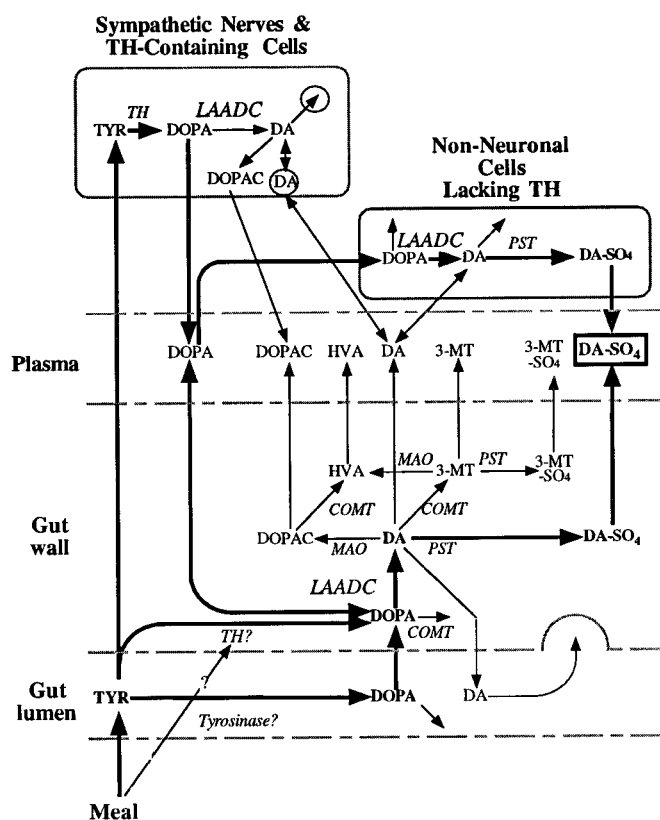 Sympathetic Nerves &
TH-Containing Cells
TH
LAADC
TYR
DOPA
DA
DOPAC
DA
Non-Neuronal
Cells
Lacking TH
LAADC
PST
DOPA
DA
DA-SO4
Plasma
DOPA
DOPAC
HVA
DA
3-MT
3-MT
-SO4
DA-SO4
Gut
wall
HVA
MAO
3-MT
PST
3-MT
-SO4
COMT
COMT
DOPAC
MAO
DA
PST
DA-SO4
LAADC
DOPA
COMT
TH?
?
Gut
lumen
TYR
DOPA
DA
Tyrosinase?
Meal